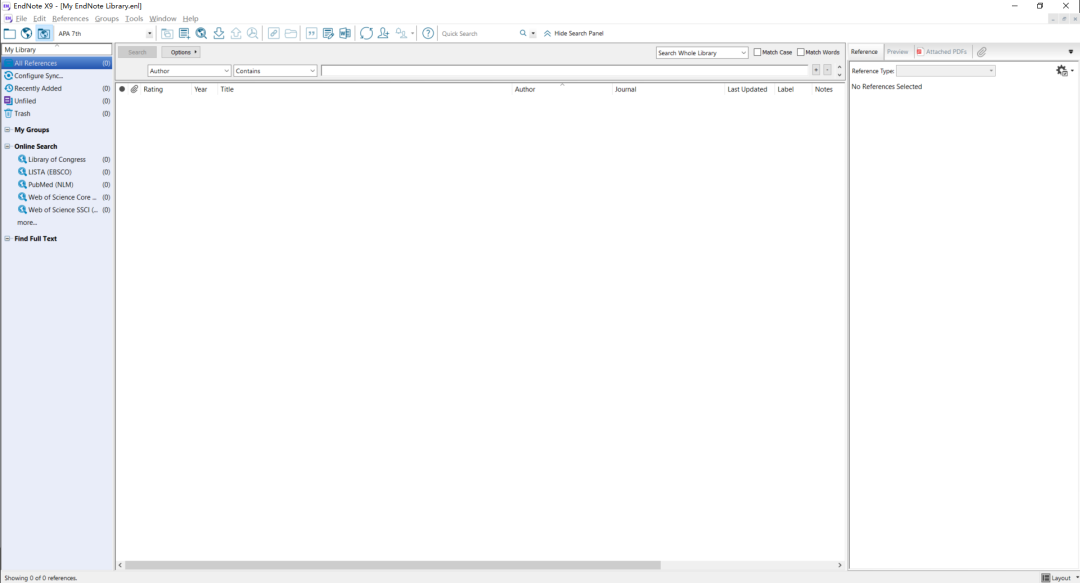 EndNote X9 - [My EndNote Library.enl]
File Edit References Groups Tools Window Help
APA 7th Quick Search Hide Search Panel
My Library
All References (0)
Configure Sync...
Recently Added (0)
Unfiled (0)
Trash (0)
My Groups
Online Search
Library of Congress (0)
LISTA (EBSCO) (0)
PubMed (NLM) (0)
Web of Science Core ... (0)
Web of Science SSCI (... (0)
more...
Find Full Text
Search Options Search Whole Library Match Case Match Words
Author Contains
Rating Year Title Author Journal Last Updated Label Notes
Reference Preview Attached PDFs
Reference Type:
No References Selected
Showing 0 of 0 references.
Layout